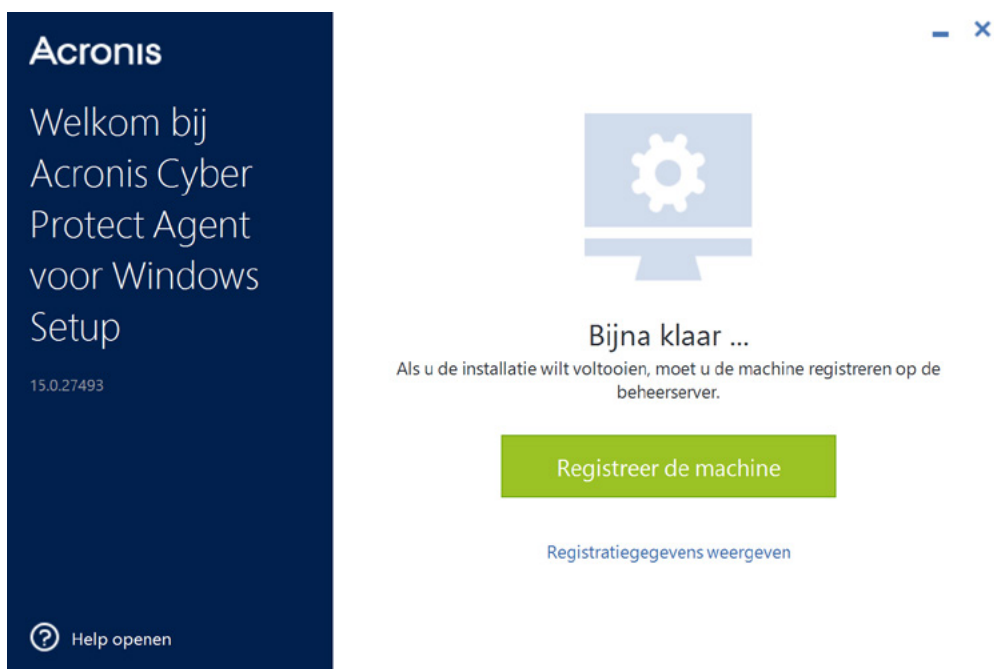 Acronis
Welkom bij
Acronis Cyber
Protect Agent
voor Windows
Setup
15.0.27493
Help openen
Bijna klaar ...
Als u de installatie wilt voltooien, moet u de machine registreren op de
beheerserver.
Registreer de machine
Registratiegegevens weergeven